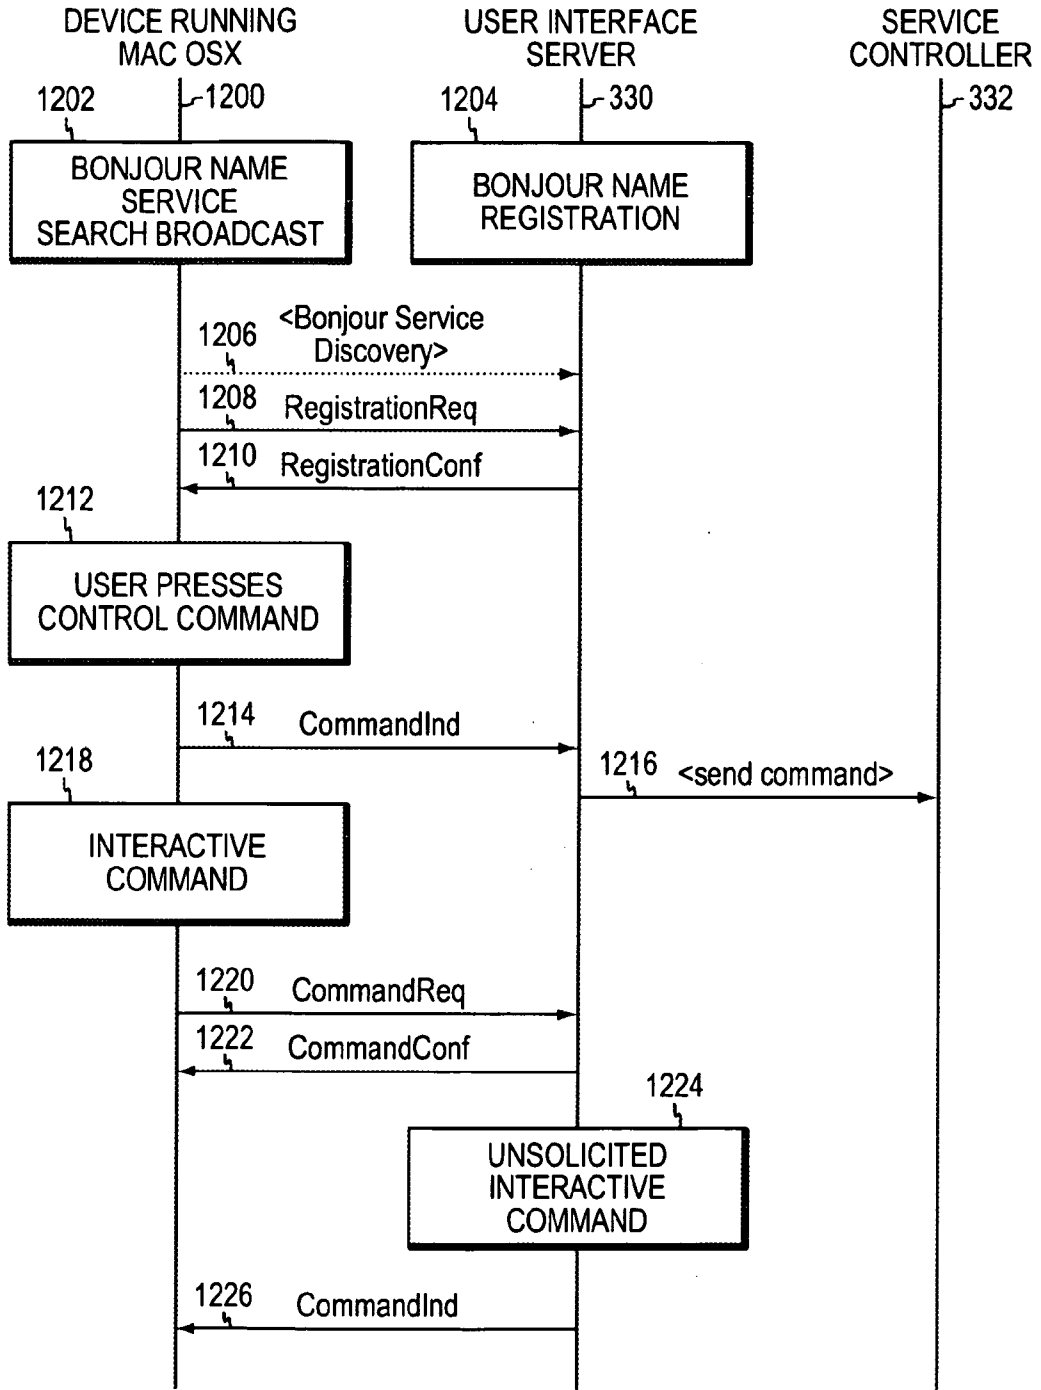 DEVICE RUNNING
MAC OSX
USER INTERFACE
SERVER
SERVICE
CONTROLLER
1202
1200
1204
330
332
BONJOUR NAME
SERVICE
SEARCH BROADCAST
BONJOUR NAME
REGISTRATION
1206
<Bonjour Service
Discovery>
1208
RegistrationReq
1210
RegistrationConf
1212
USER PRESSES
CONTROL COMMAND
1214
CommandInd
1216
<send command>
1218
INTERACTIVE
COMMAND
1220
CommandReq
1222
CommandConf
1224
UNSOLICITED
INTERACTIVE
COMMAND
1226
CommandInd